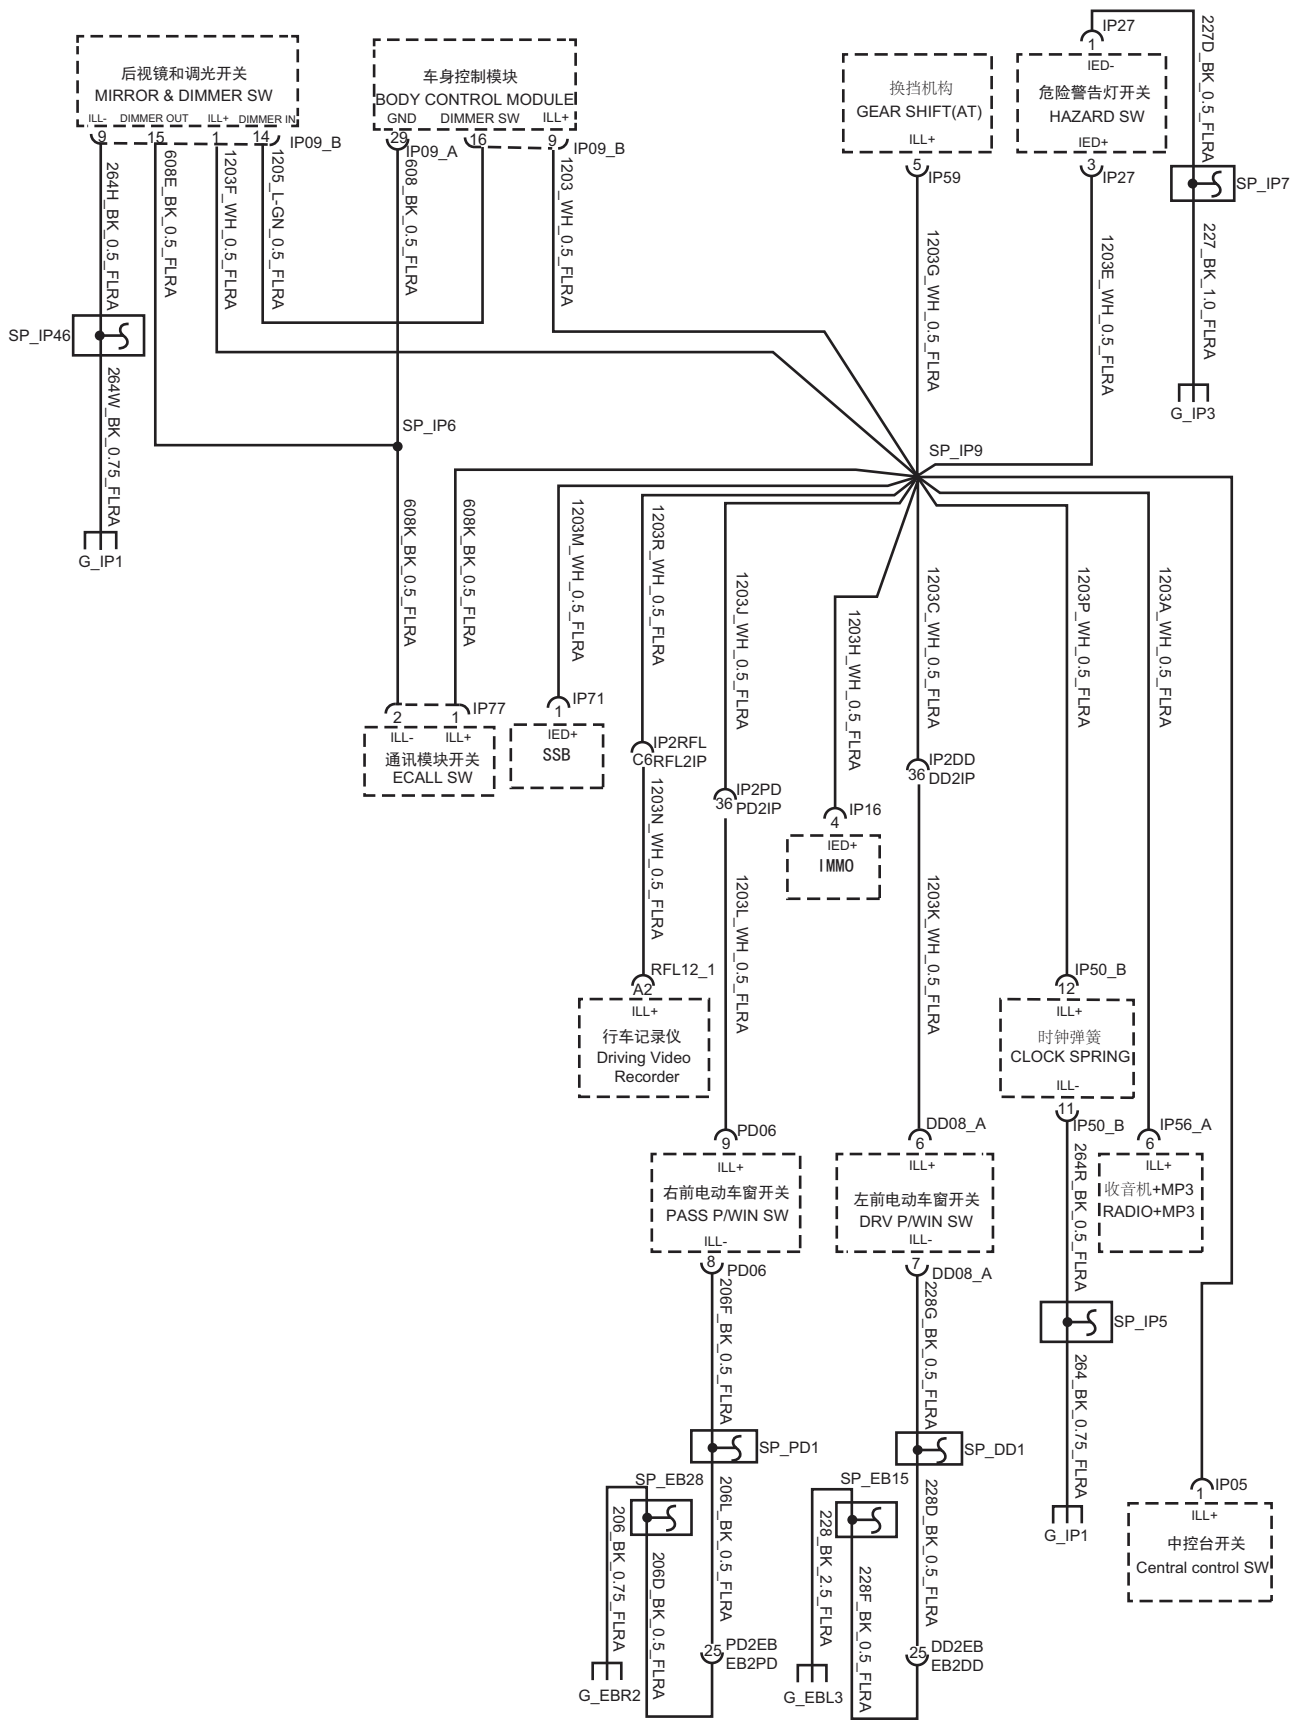 后视镜和调光开关
MIRROR & DIMMER SW
ILL-
DIMMER OUT
ILL+
DIMMER IN
9
15
1
14
IP09_B
车身控制模块
BODY CONTROL MODULE
GND
DIMMER SW
ILL+
29
IP09_A
16
9
IP09_B
换挡机构
GEAR SHIFT(AT)
ILL+
5
IP59
IP27
1
IED-
危险警告灯开关
HAZARD SW
IED+
3
IP27
227D_BK_0.5_FLRA
SP_IP7
227_BK_1.0_FLRA
G_IP3
264H_BK_0.5_FLRA
608E_BK_0.5_FLRA
1203F_WH_0.5_FLRA
1205_L-GN_0.5_FLRA
608_BK_0.5_FLRA
1203_WH_0.5_FLRA
1203G_WH_0.5_FLRA
1203E_WH_0.5_FLRA
SP_IP46
264W_BK_0.75_FLRA
G_IP1
SP_IP6
SP_IP9
608K_BK_0.5_FLRA
608K_BK_0.5_FLRA
1203M_WH_0.5_FLRA
1203R_WH_0.5_FLRA
1203J_WH_0.5_FLRA
1203H_WH_0.5_FLRA
1203C_WH_0.5_FLRA
1203P_WH_0.5_FLRA
1203A_WH_0.5_FLRA
2
1
IP77
ILL-
ILL+
通讯模块开关
ECALL SW
IP71
1
IED+
SSB
IP2RFL
C6
RFL2IP
IP2PD
36
PD2IP
IP16
4
IED+
IMMO
IP2DD
36
DD2IP
1203N_WH_0.5_FLRA
1203L_WH_0.5_FLRA
1203K_WH_0.5_FLRA
RFL12_1
A2
ILL+
行车记录仪
Driving Video
Recorder
IP50_B
12
ILL+
时钟弹簧
CLOCK SPRING
ILL-
11
IP50_B
PD06
9
ILL+
右前电动车窗开关
PASS P/WIN SW
ILL-
8
PD06
DD08_A
6
ILL+
左前电动车窗开关
DRV P/WIN SW
ILL-
7
DD08_A
IP56_A
6
ILL+
收音机+MP3
RADIO+MP3
264R_BK_0.5_FLRA
SP_IP5
264_BK_0.75_FLRA
G_IP1
206F_BK_0.5_FLRA
228G_BK_0.5_FLRA
SP_PD1
SP_DD1
SP_EB28
206L_BK_0.5_FLRA
206_BK_0.75_FLRA
206D_BK_0.5_FLRA
G_EBR2
25
PD2EB
EB2PD
SP_EB15
228D_BK_0.5_FLRA
228_BK_2.5_FLRA
228F_BK_0.5_FLRA
G_EBL3
25
DD2EB
EB2DD
IP05
1
ILL+
中控台开关
Central control SW